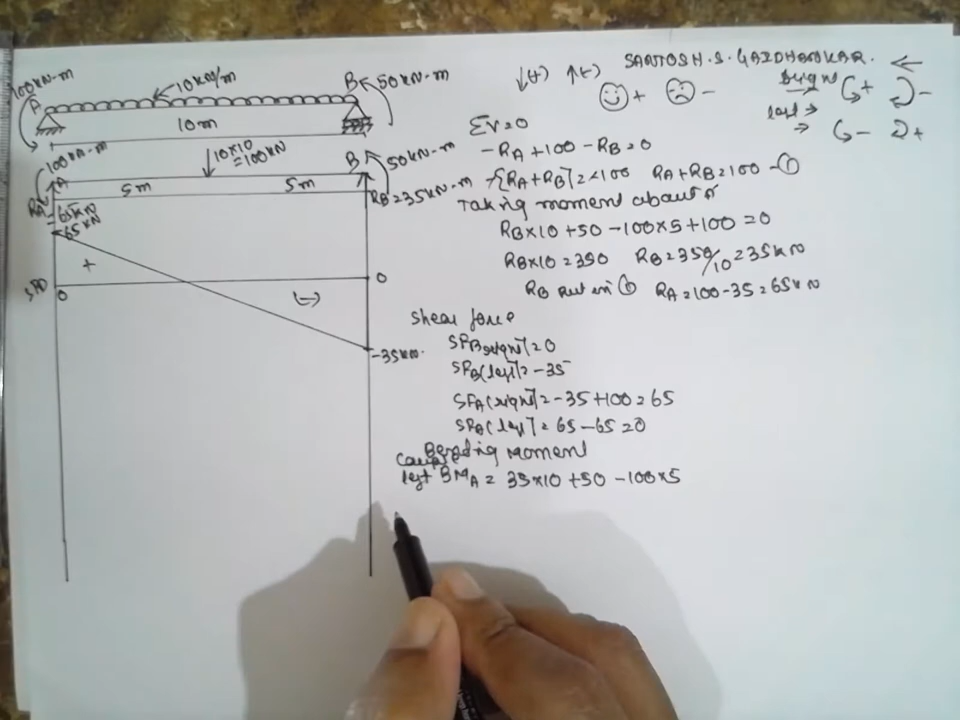 SANTOSH.S.GAIDHANKAR. ←
100KN-m
A
10KN/m
B
50KN-m
10m
↓(+) ↑(-)
+ -
+ -
- +
100KN-m
A
10×10
=100KN
B
50KN-m
5m 5m
RA
RB=35KN-m
65KN
65KN
+
(-)
SFD
0
0
-35KN.
ΣV=0
-RA+100-RB=0
RA+RB=100 -①
Taking moment about A
RB×10+50-100×5+100=0
RB×10=350 RB=350/10=35KN
RB put in ① RA=100-35=65KN
Shear force
SFB(right)=0
SFB(left)=-35
SFA(right)=-35+100=65
SFA(left)=65-65=0
Bending Moment
left BMA = 35×10+50-100×5